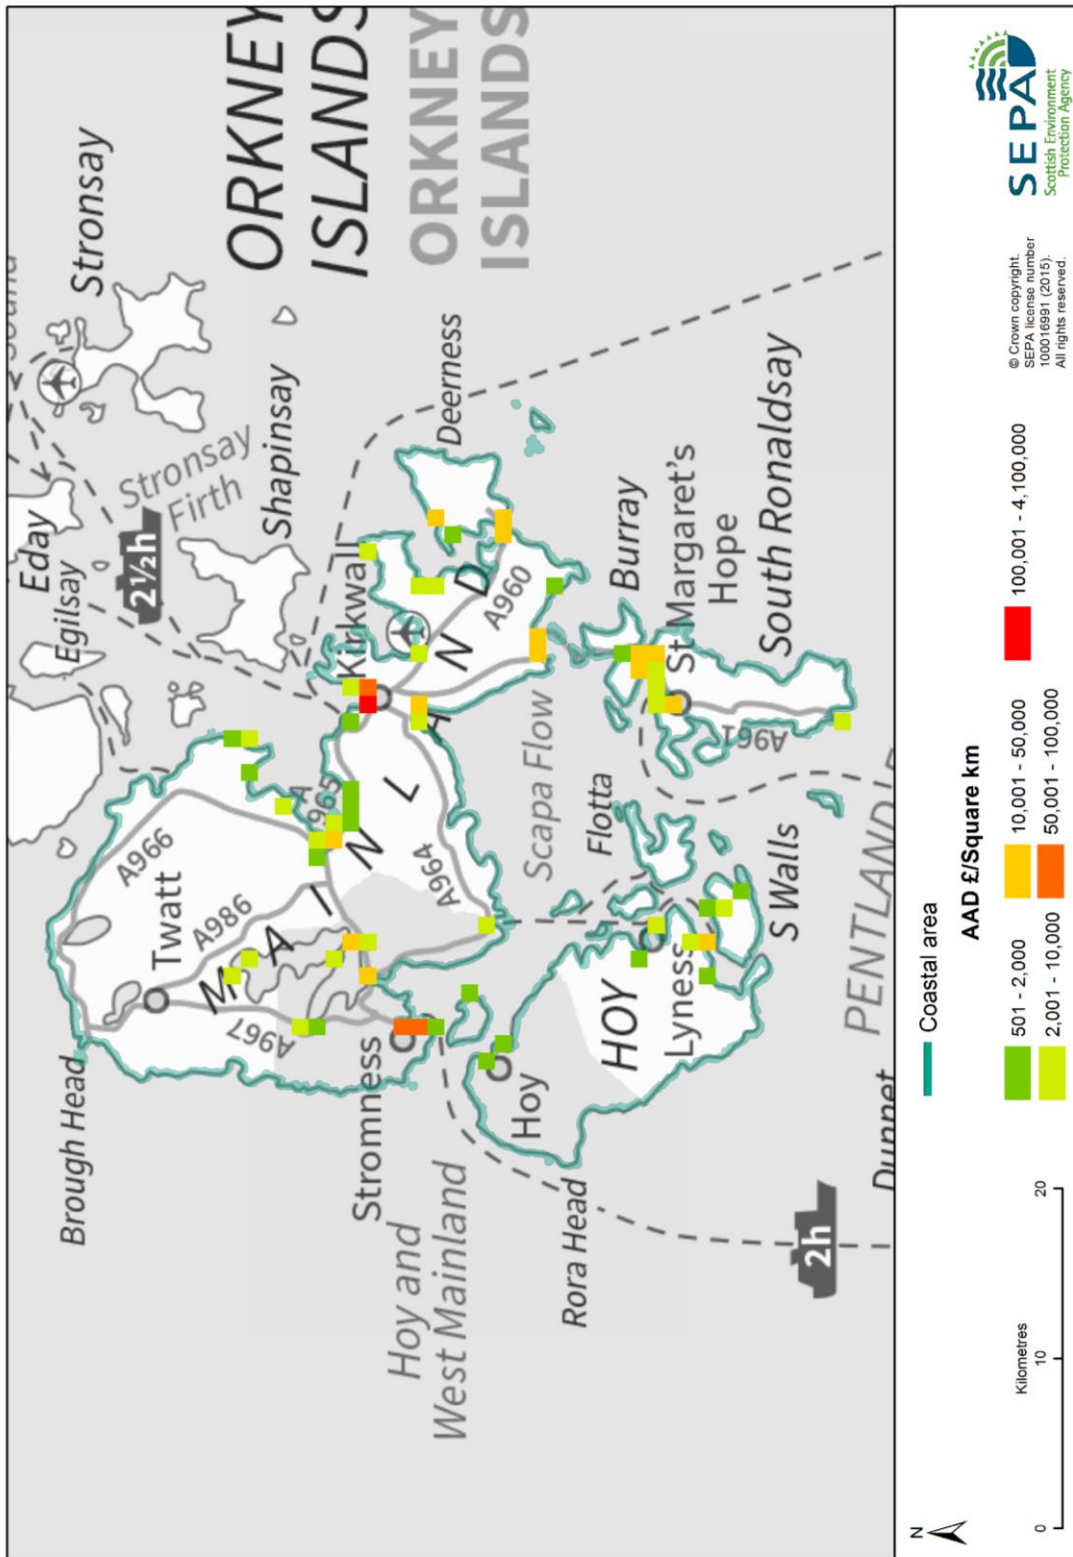 Sound
Stronsay
ORKNEY
ISLANDS
ORKNEY
ISLANDS
Eday
Egilsay
2½h
Stronsay
Firth
Shapinsay
Deerness
Brough Head
A966
Twatt
A986
A967
MAINLAND
A
965
Kirkwall
A960
A964
Stromness
Hoy and
West Mainland
Scapa Flow
Burray
St Margaret's
Hope
South Ronaldsay
A961
Flotta
Hoy
HOY
Lyness
S Walls
Rora Head
PENTLAND
2h
Dunnet
N
Kilometres
0
10
20
Coastal area
AAD £/Square km
501 - 2,000
2,001 - 10,000
10,001 - 50,000
50,001 - 100,000
100,001 - 4,100,000
© Crown copyright.
SEPA license number
100016991 (2015).
All rights reserved.
SEPA
Scottish Environment
Protection Agency